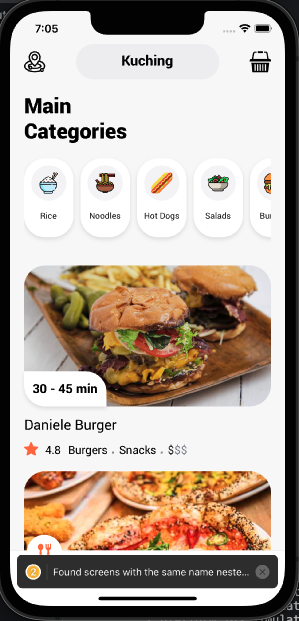 7:05
Kuching
Main
Categories
Rice
Noodles
Hot Dogs
Salads
Bur
30 - 45 min
Daniele Burger
4.8 Burgers . Snacks . $$$
2 Found screens with the same name neste...